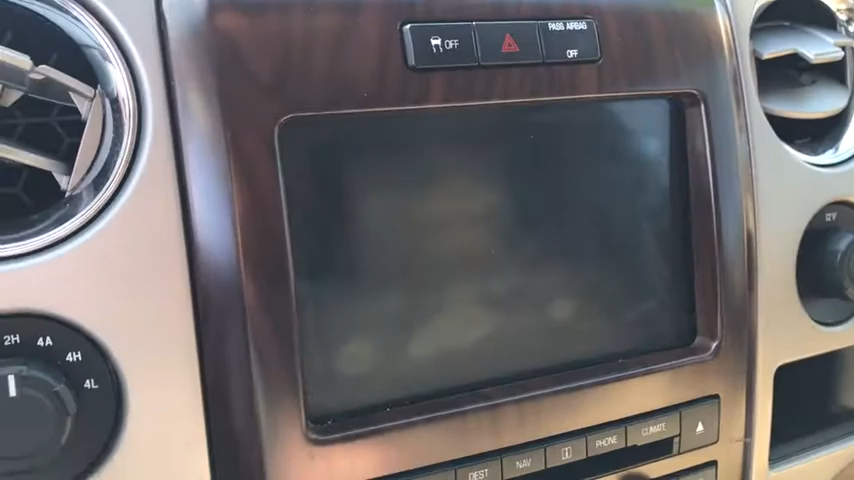 OFF
PASS AIRBAG
OFF
12V
2H
4A
4H
4L
DEST
NAV
i
PHONE
CLIMATE